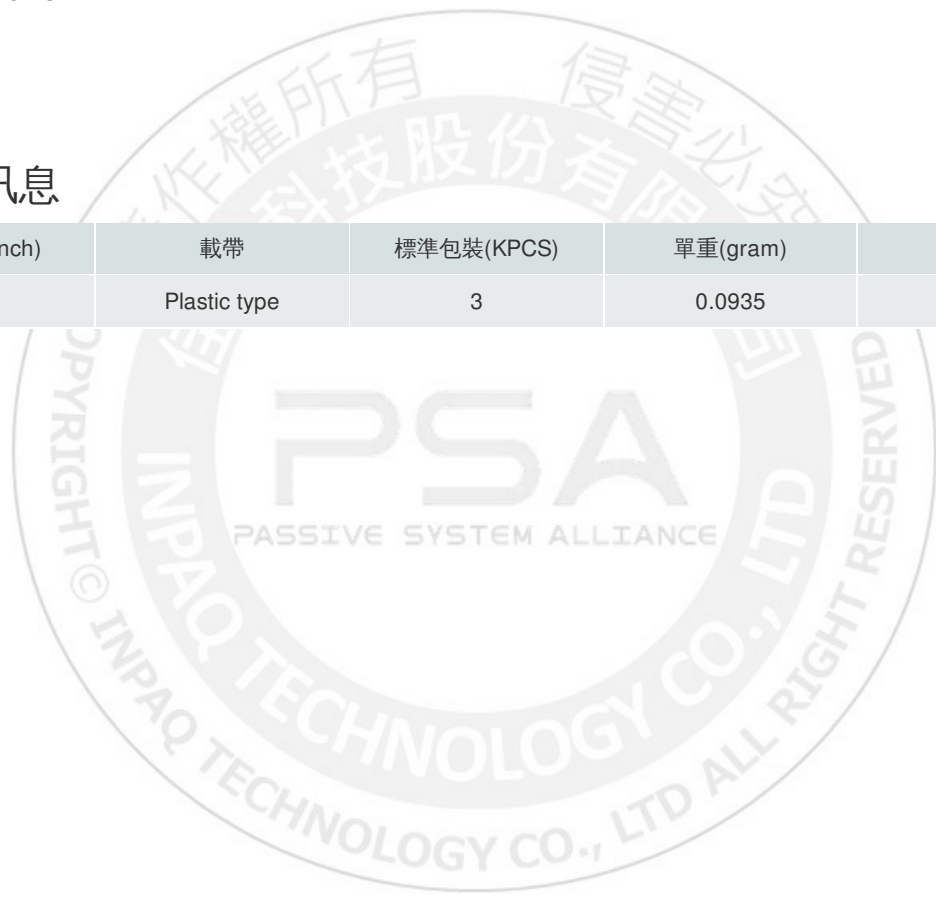 訊息
nch) 載帶 標準包裝(KPCS) 單重(gram)
Plastic type 3 0.0935
作權所有 侵害必究
科技股份有限
PSA
PASSIVE SYSTEM ALLIANCE
INPAQ TECHNOLOGY CO., LTD
OPYRIGHT © INPAQ TECHNOLOGY CO., LTD ALL RIGHT RESERVED